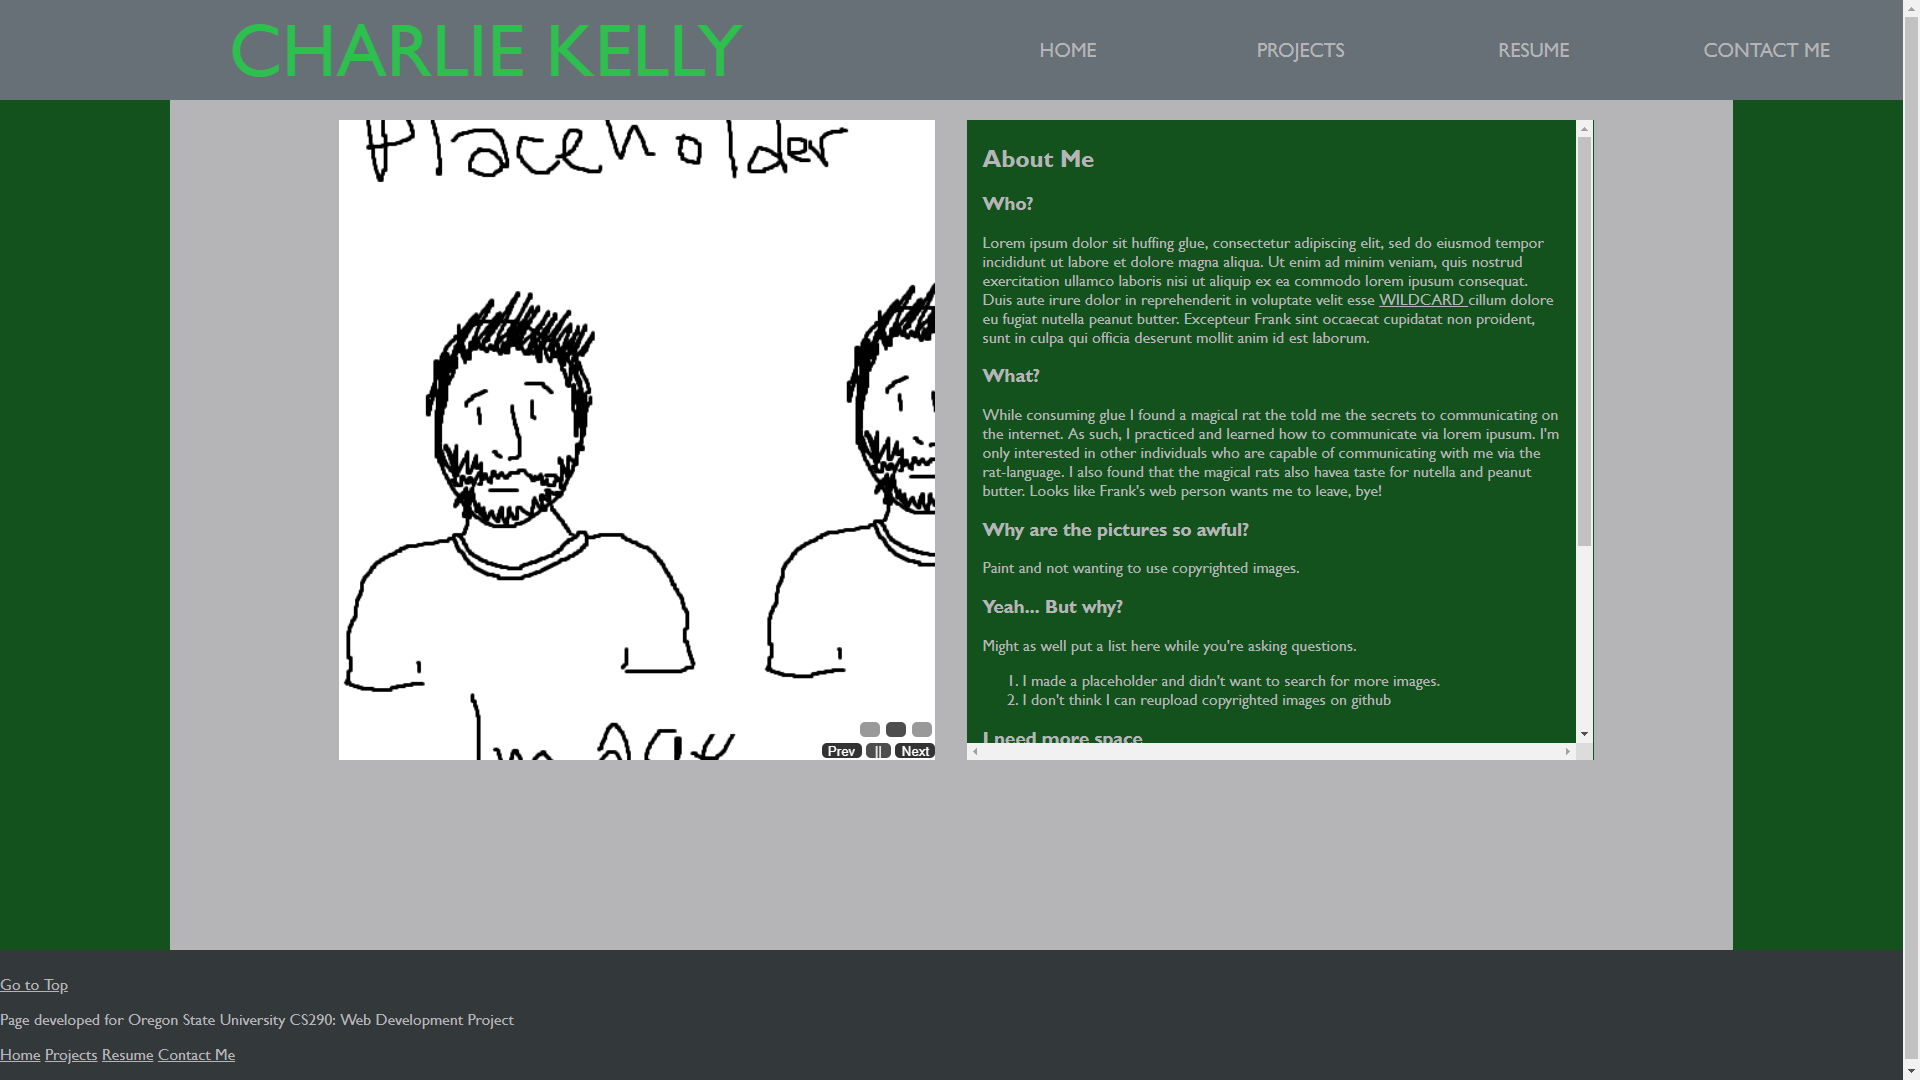 CHARLIE KELLY
HOME
PROJECTS
RESUME
CONTACT ME
Placeholder
Image
Prev
||
Next
About Me
Who?
Lorem ipsum dolor sit huffing glue, consectetur adipiscing elit, sed do eiusmod tempor
incididunt ut labore et dolore magna aliqua. Ut enim ad minim veniam, quis nostrud
exercitation ullamco laboris nisi ut aliquip ex ea commodo lorem ipsum consequat.
Duis aute irure dolor in reprehenderit in voluptate velit esse WILDCARD cillum dolore
eu fugiat nutella peanut butter. Excepteur Frank sint occaecat cupidatat non proident,
sunt in culpa qui officia deserunt mollit anim id est laborum.
What?
While consuming glue I found a magical rat the told me the secrets to communicating on
the internet. As such, I practiced and learned how to communicate via lorem ipusum. I'm
only interested in other individuals who are capable of communicating with me via the
rat-language. I also found that the magical rats also havea taste for nutella and peanut
butter. Looks like Frank's web person wants me to leave, bye!
Why are the pictures so awful?
Paint and not wanting to use copyrighted images.
Yeah... But why?
Might as well put a list here while you're asking questions.
1. I made a placeholder and didn't want to search for more images.
2. I don't think I can reupload copyrighted images on github
I need more space
Go to Top
Page developed for Oregon State University CS290: Web Development Project
Home Projects Resume Contact Me